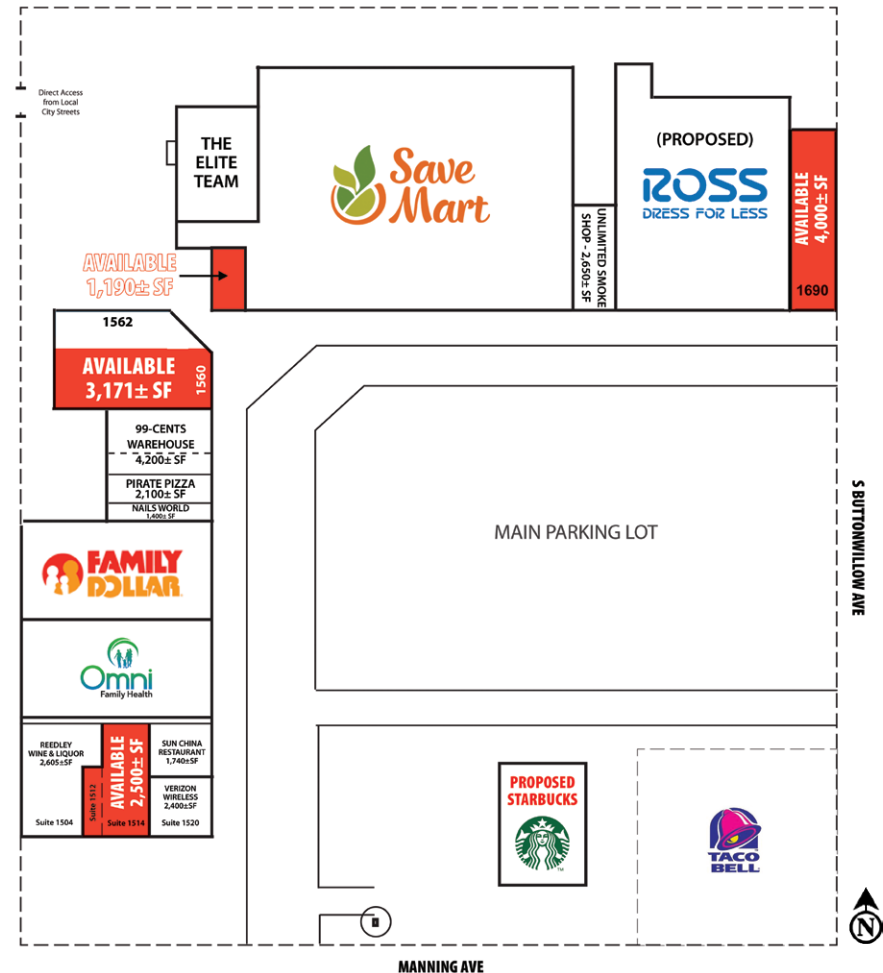 Direct Access
from Local
City Streets
THE
ELITE
TEAM
Save
Mart
(PROPOSED)
ROSS
DRESS FOR LESS
AVAILABLE
4,000± SF
1690
UNLIMITED SMOKE
SHOP - 2,650± SF
AVAILABLE
1,190± SF
1562
AVAILABLE
3,171± SF
1560
99-CENTS
WAREHOUSE
4,200± SF
PIRATE PIZZA
2,100± SF
NAILS WORLD
1,400± SF
FAMILY
DOLLAR
Omni
Family Health
MAIN PARKING LOT
S BUTTONWILLOW AVE
REEDLEY
WINE & LIQUOR
2,605±SF
Suite 1504
Suite 1512
AVAILABLE
2,500± SF
Suite 1514
SUN CHINA
RESTAURANT
1,740±SF
VERIZON
WIRELESS
2,400±SF
Suite 1520
PROPOSED
STARBUCKS
TM
TACO
BELL
N
MANNING AVE